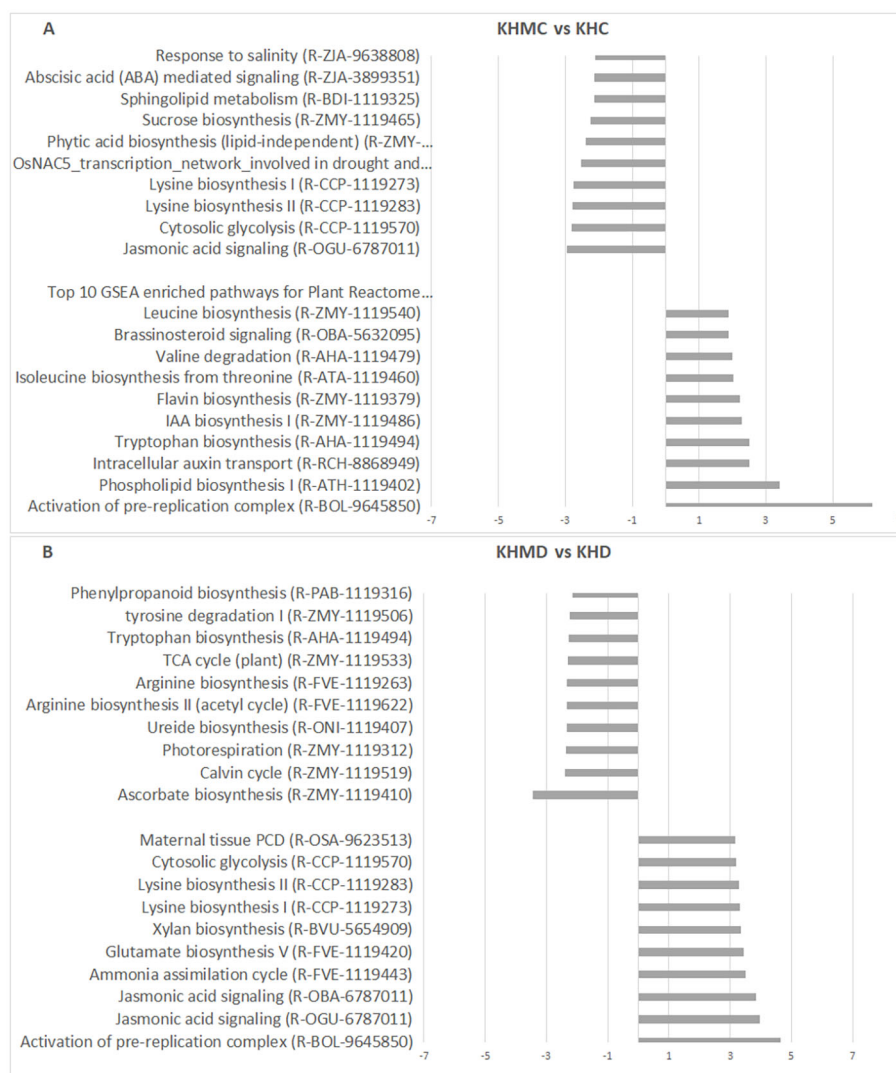 A
KHMC vs KHC
Response to salinity (R-ZJA-9638808)
Abscisic acid (ABA) mediated signaling (R-ZJA-3899351)
Sphingolipid metabolism (R-BDI-1119325)
Sucrose biosynthesis (R-ZMY-1119465)
Phytic acid biosynthesis (lipid-independent) (R-ZMY-...
OsNAC5_transcription_network_involved in drought and...
Lysine biosynthesis I (R-CCP-1119273)
Lysine biosynthesis II (R-CCP-1119283)
Cytosolic glycolysis (R-CCP-1119570)
Jasmonic acid signaling (R-OGU-6787011)
Top 10 GSEA enriched pathways for Plant Reactome...
Leucine biosynthesis (R-ZMY-1119540)
Brassinosteroid signaling (R-OBA-5632095)
Valine degradation (R-AHA-1119479)
Isoleucine biosynthesis from threonine (R-ATA-1119460)
Flavin biosynthesis (R-ZMY-1119379)
IAA biosynthesis I (R-ZMY-1119486)
Tryptophan biosynthesis (R-AHA-1119494)
Intracellular auxin transport (R-RCH-8868949)
Phospholipid biosynthesis I (R-ATH-1119402)
Activation of pre-replication complex (R-BOL-9645850)
-7 -5 -3 -1 1 3 5
B
KHMD vs KHD
Phenylpropanoid biosynthesis (R-PAB-1119316)
tyrosine degradation I (R-ZMY-1119506)
Tryptophan biosynthesis (R-AHA-1119494)
TCA cycle (plant) (R-ZMY-1119533)
Arginine biosynthesis (R-FVE-1119263)
Arginine biosynthesis II (acetyl cycle) (R-FVE-1119622)
Ureide biosynthesis (R-ONI-1119407)
Photorespiration (R-ZMY-1119312)
Calvin cycle (R-ZMY-1119519)
Ascorbate biosynthesis (R-ZMY-1119410)
Maternal tissue PCD (R-OSA-9623513)
Cytosolic glycolysis (R-CCP-1119570)
Lysine biosynthesis II (R-CCP-1119283)
Lysine biosynthesis I (R-CCP-1119273)
Xylan biosynthesis (R-BVU-5654909)
Glutamate biosynthesis V (R-FVE-1119420)
Ammonia assimilation cycle (R-FVE-1119443)
Jasmonic acid signaling (R-OBA-6787011)
Jasmonic acid signaling (R-OGU-6787011)
Activation of pre-replication complex (R-BOL-9645850)
-7 -5 -3 -1 1 3 5 7